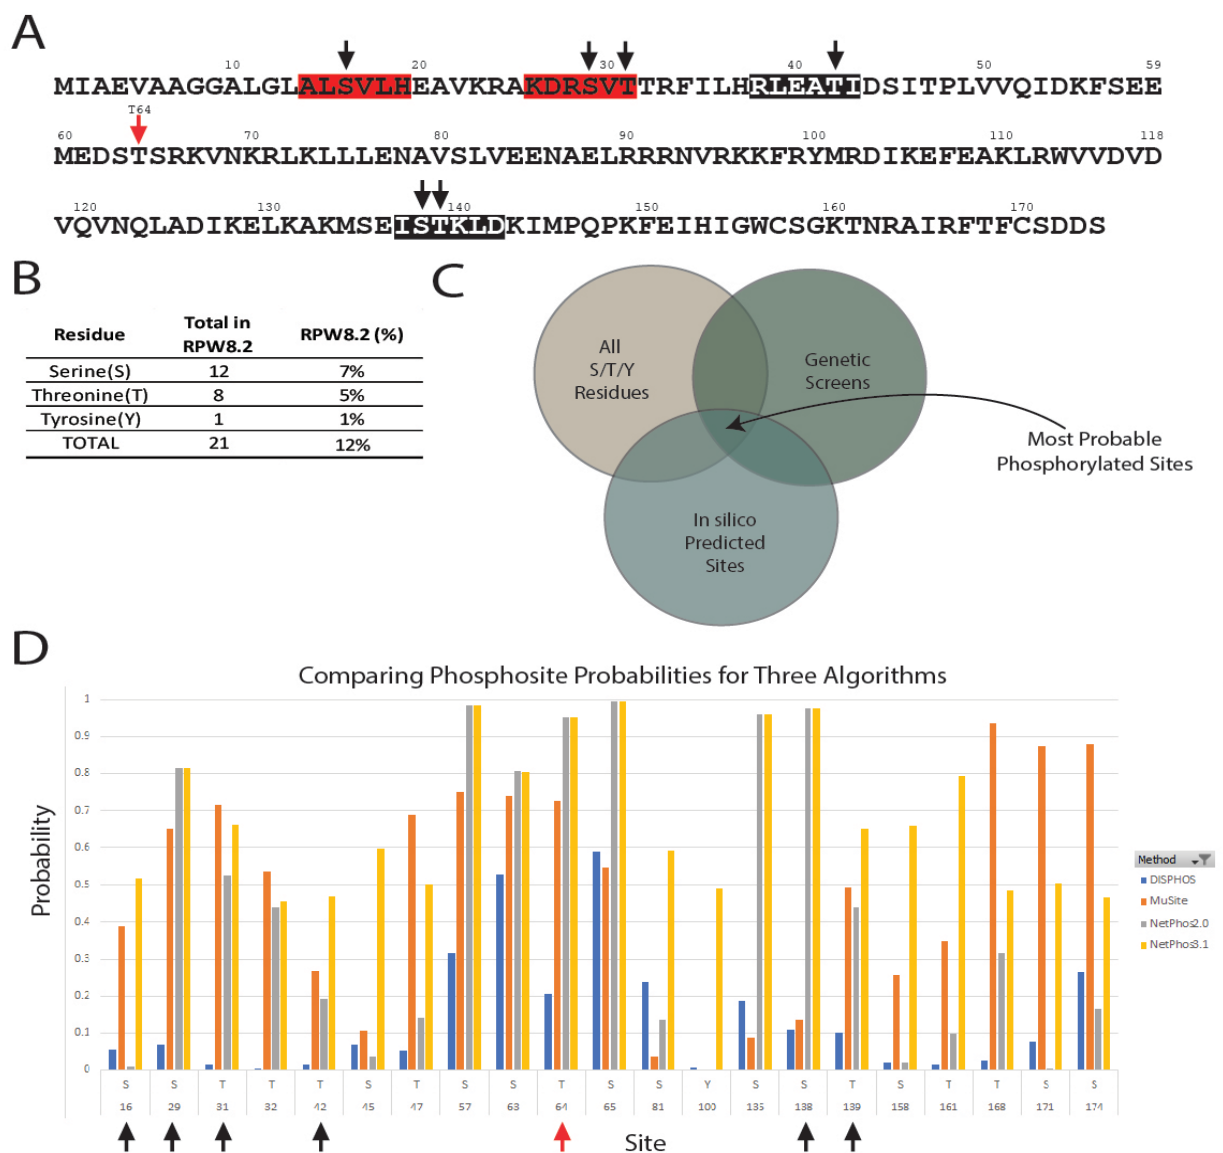 A
10 20 30 40 50 59
MIAEVAAGGALGLALSVLHEAVKRAKDRSVTTRFILHRLEATIDSITPLVVQIDKFSEE
T64
60 70 80 90 100 110 118
MEDSTSRKVNKRLKLLLENAVSLVEENAELRRRNVRKKFRYMRDIKEFEAKLRWVVDVD
120 130 140 150 160 170
VQVNQLADIKELKAKMSEISTKLDKIMPQPKFEIHIGWCSGKTNRAIRFTFCSDDS
B
Residue Total in RPW8.2 RPW8.2 (%)
Serine(S) 12 7%
Threonine(T) 8 5%
Tyrosine(Y) 1 1%
TOTAL 21 12%
C
All
S/T/Y
Residues
Genetic
Screens
In silico
Predicted
Sites
Most Probable
Phosphorylated Sites
D
Comparing Phosphosite Probabilities for Three Algorithms
Probability
1
0.9
0.8
0.7
0.6
0.5
0.4
0.3
0.2
0.1
0
S S T T T S T S S T S S Y S S T S T T S S
16 29 31 32 42 45 47 57 63 64 65 81 100 135 138 139 158 161 168 171 174
Site
Method
DISPHOS
MuSite
NetPhos2.0
NetPhos3.1